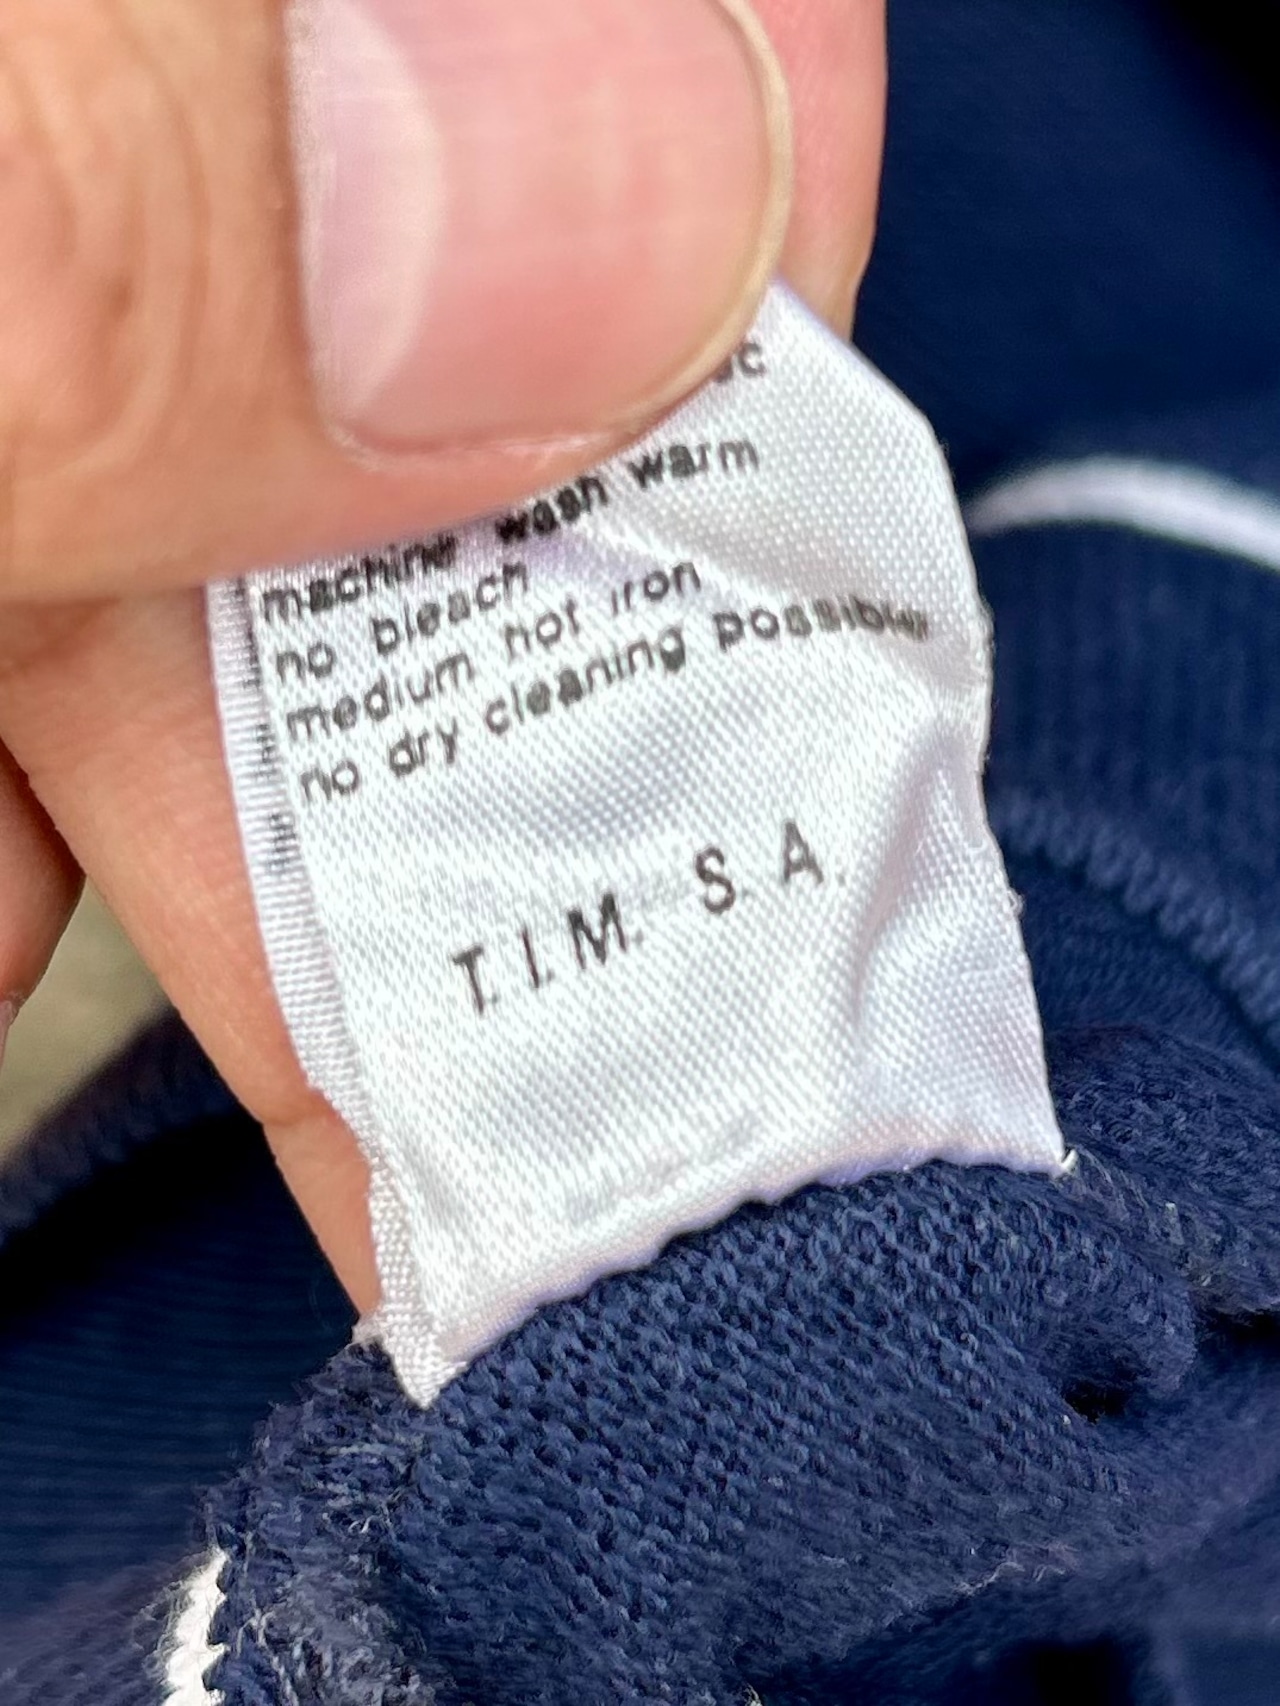 machine wash warm
no bleach
medium hot iron
no dry cleaning possible
T.I.M. S.A.